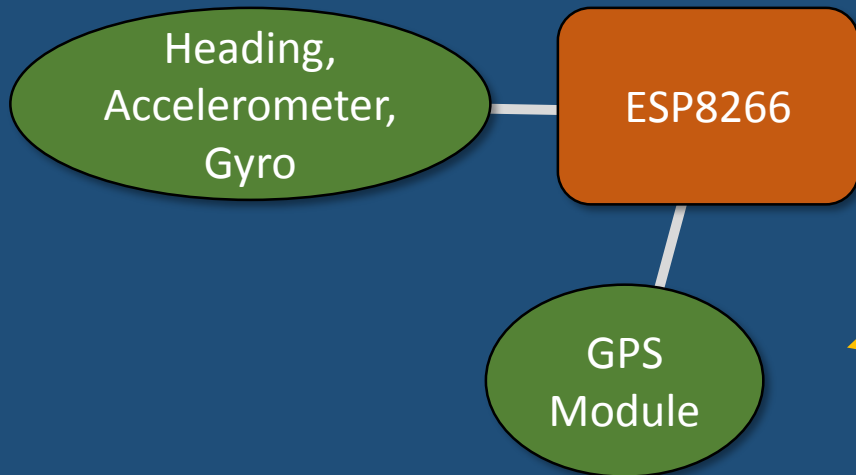 Heading,
Accelerometer,
Gyro
ESP8266
GPS
Module